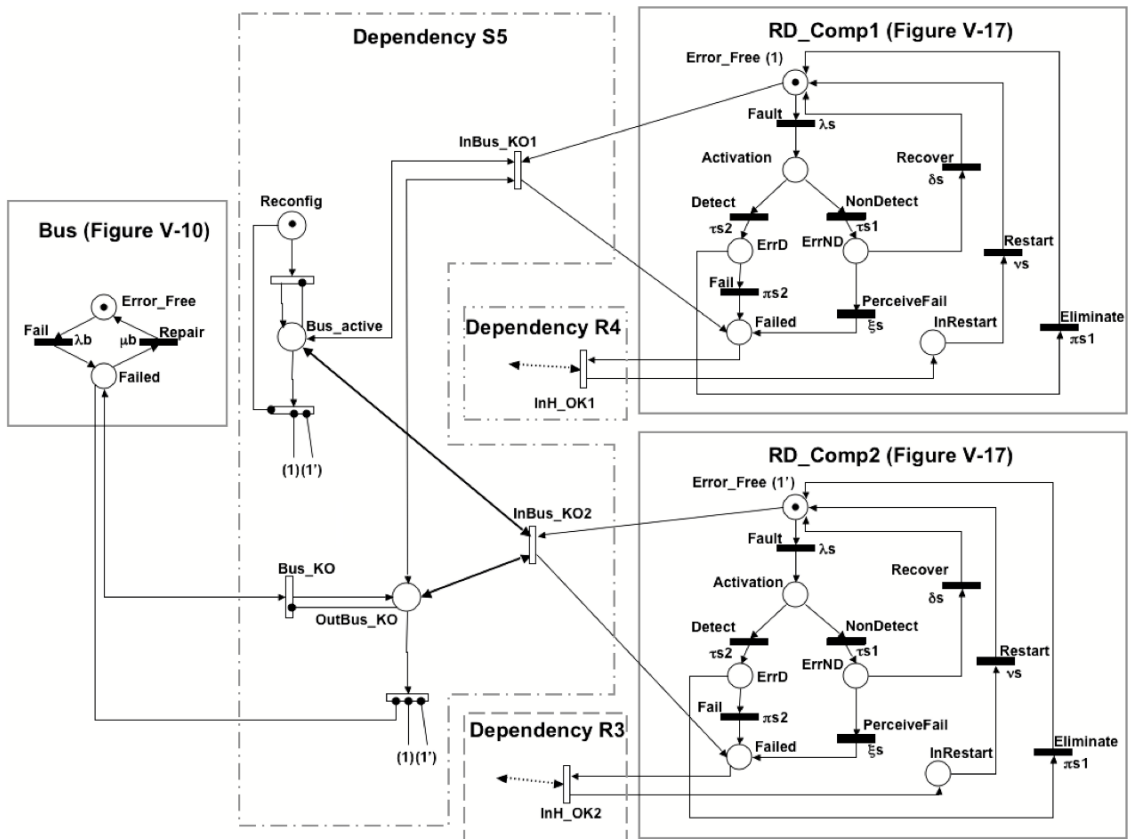 Dependency S5
RD_Comp1 (Figure V-17)
Error_Free (1)
Fault
λs
InBus_KO1
Activation
Recover
δs
Detect
τs2
NonDetect
τs1
Reconfig
Bus (Figure V-10)
ErrD
ErrND
Restart
νs
Error_Free
Fail
πs2
PerceiveFail
ξs
Fail
λb
Repair
μb
Bus_active
Dependency R4
Failed
InRestart
Eliminate
πs1
Failed
InH_OK1
(1)(1')
RD_Comp2 (Figure V-17)
Error_Free (1')
InBus_KO2
Fault
λs
Bus_KO
Activation
Recover
δs
OutBus_KO
Detect
τs2
NonDetect
τs1
ErrD
ErrND
Restart
νs
Fail
πs2
PerceiveFail
ξs
Dependency R3
Failed
InRestart
Eliminate
πs1
(1)(1')
InH_OK2